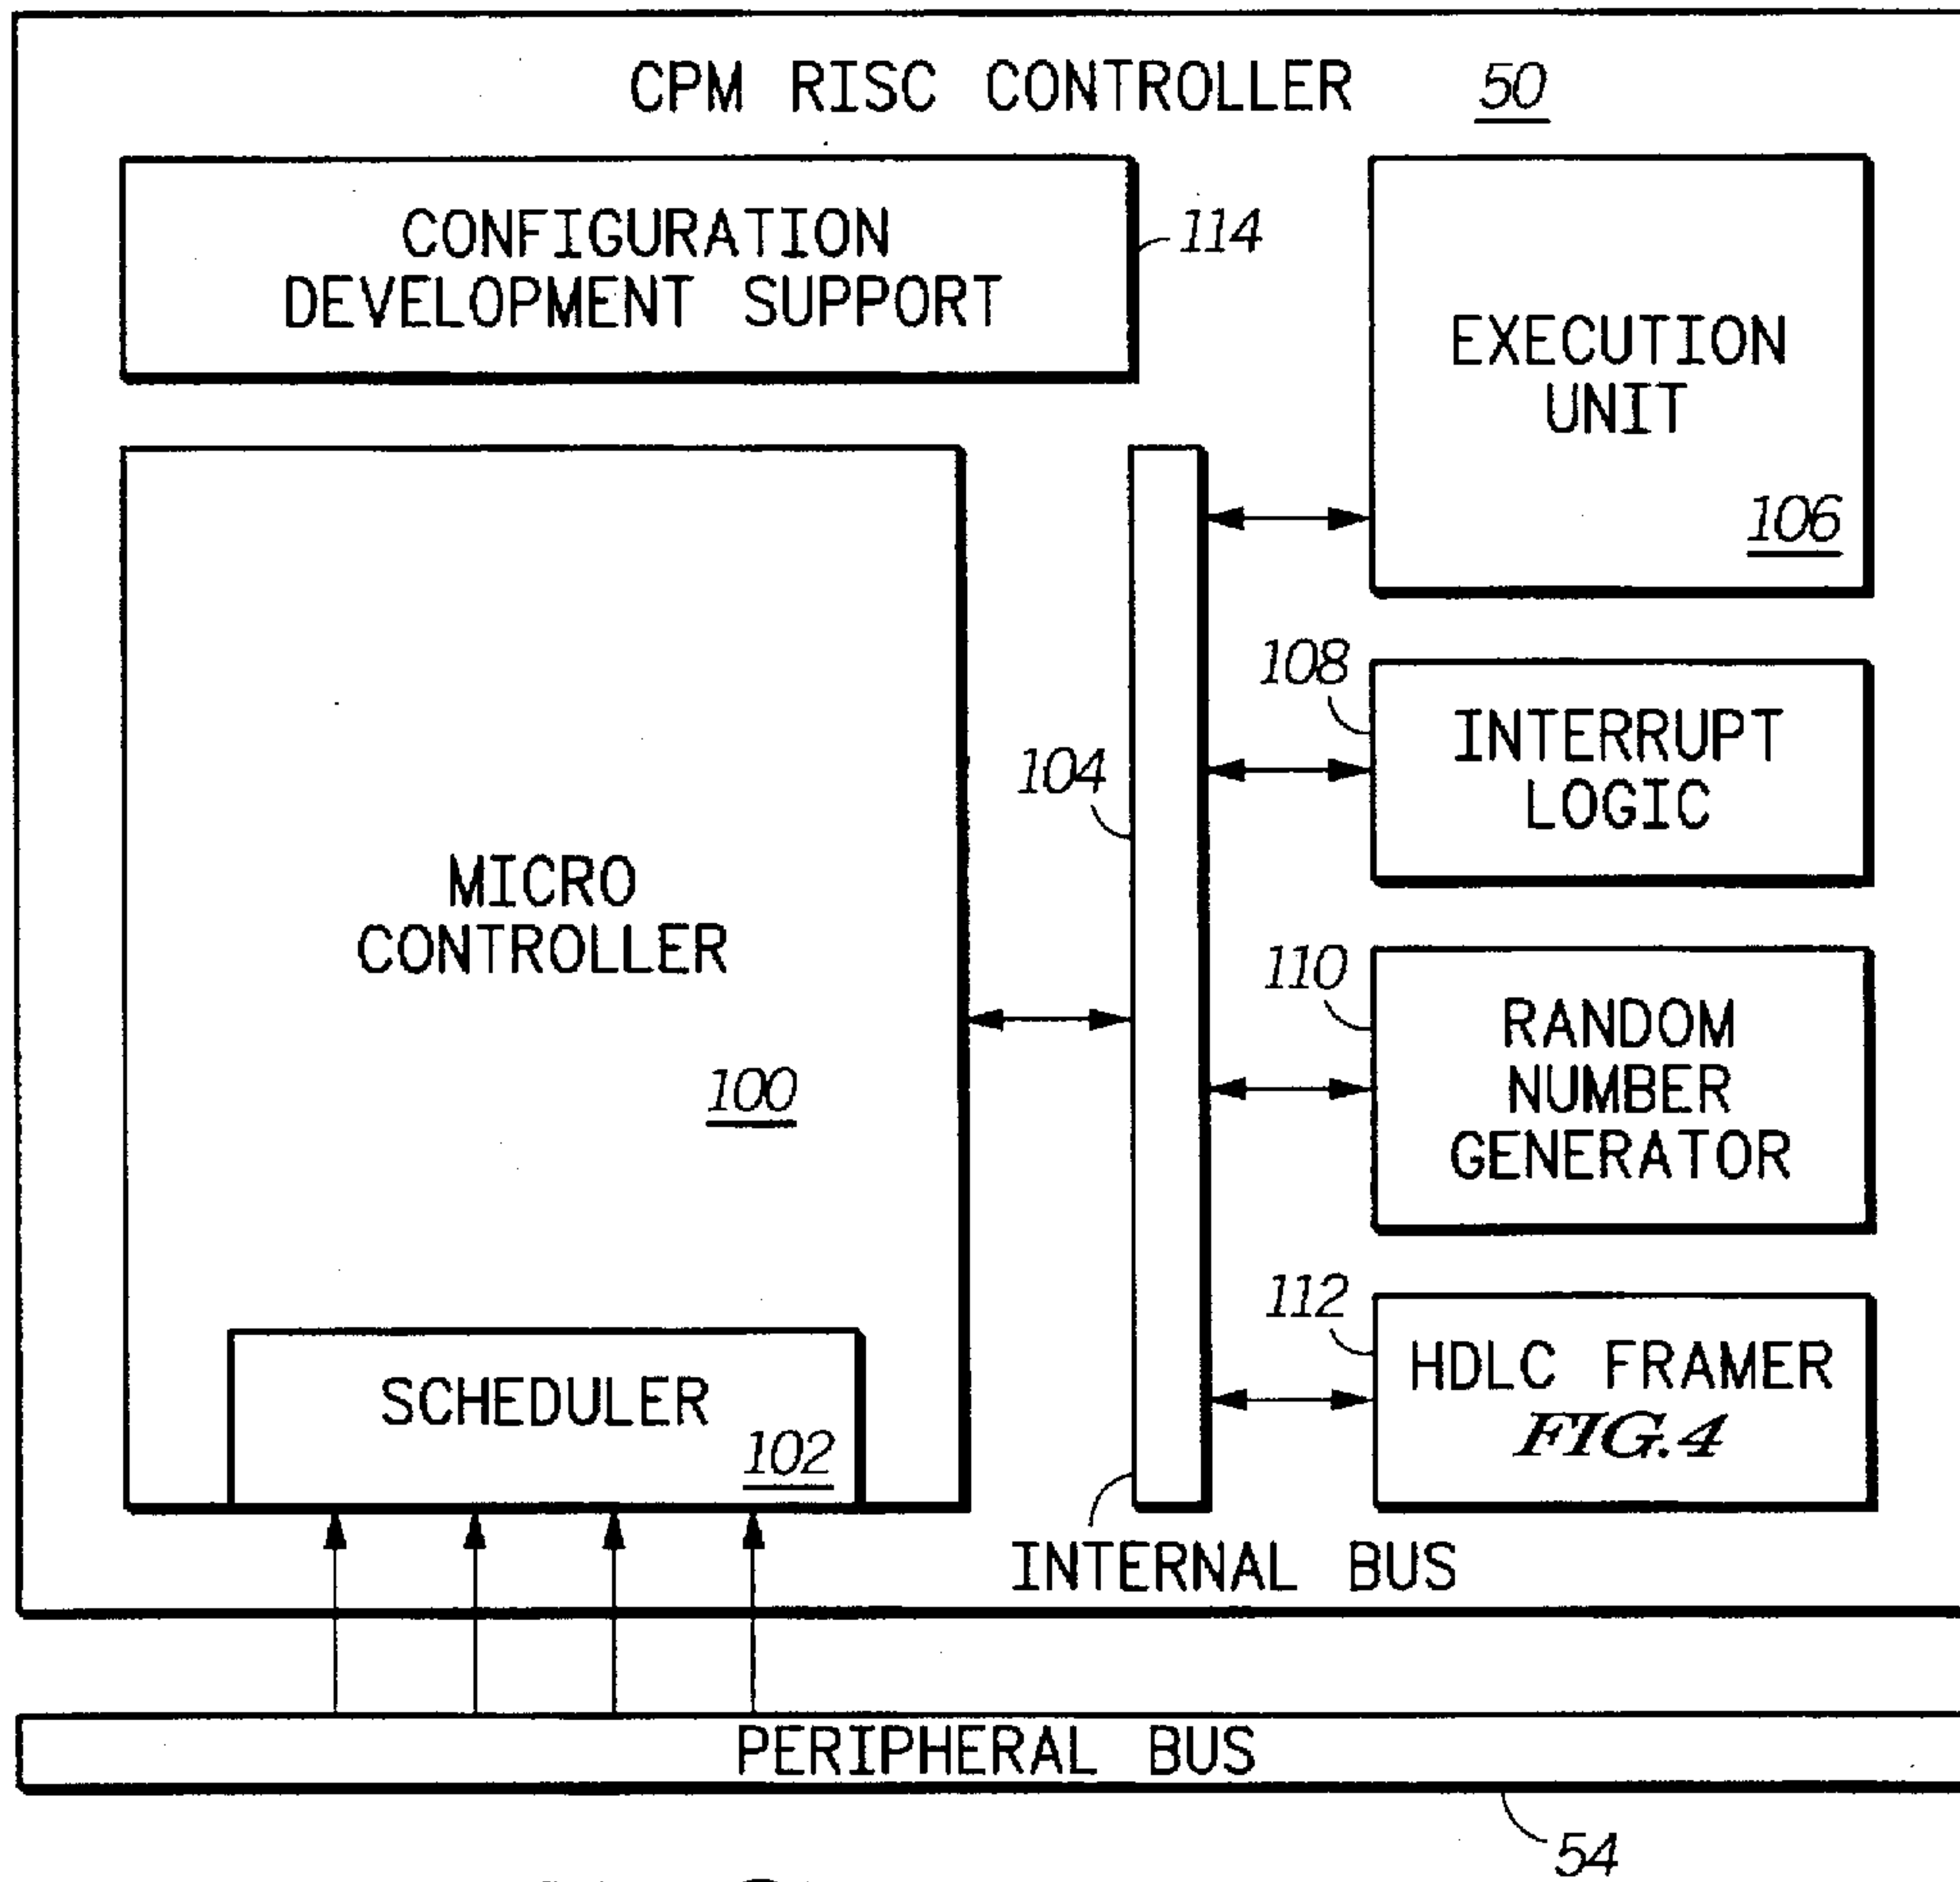 CPM RISC CONTROLLER 50
CONFIGURATION
DEVELOPMENT SUPPORT
114
EXECUTION
UNIT
106
108
INTERRUPT
LOGIC
104
MICRO
CONTROLLER
100
110
RANDOM
NUMBER
GENERATOR
112
HDLC FRAMER
FIG.4
SCHEDULER
102
INTERNAL BUS
PERIPHERAL BUS
54